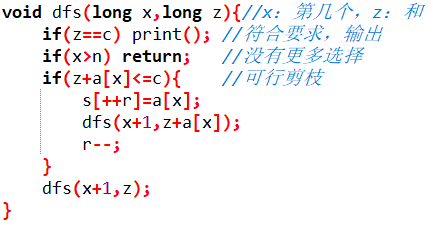 void dfs(long x,long z){//x：第几个，z：和
    if(z==c) print(); //符合要求，输出
    if(x>n) return;   //没有更多选择
    if(z+a[x]<=c){    //可行剪枝
        s[++r]=a[x];
        dfs(x+1,z+a[x]);
        r--;
    }
    dfs(x+1,z);
}